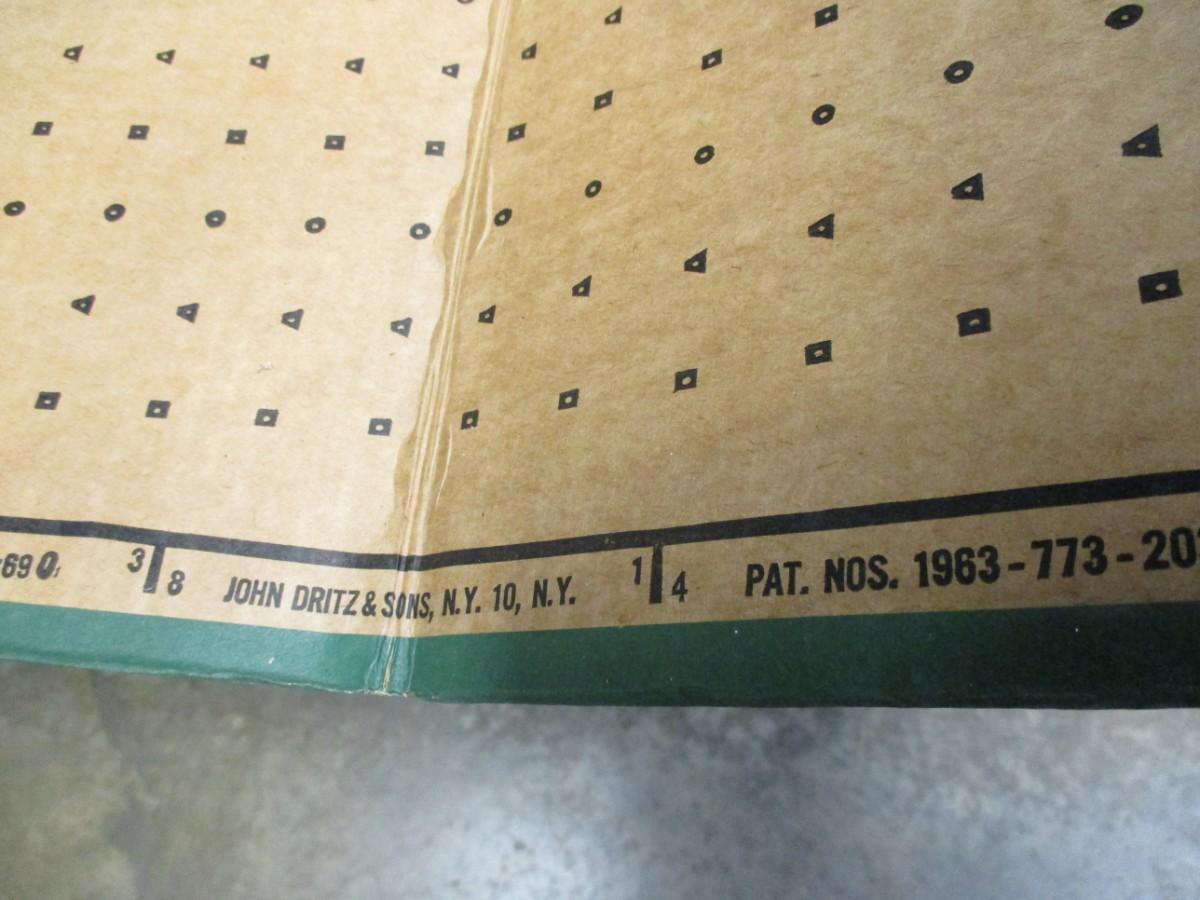 690, 3/8 JOHN DRITZ & SONS, N.Y. 10, N.Y. 1/4 PAT. NOS. 1963-773-20